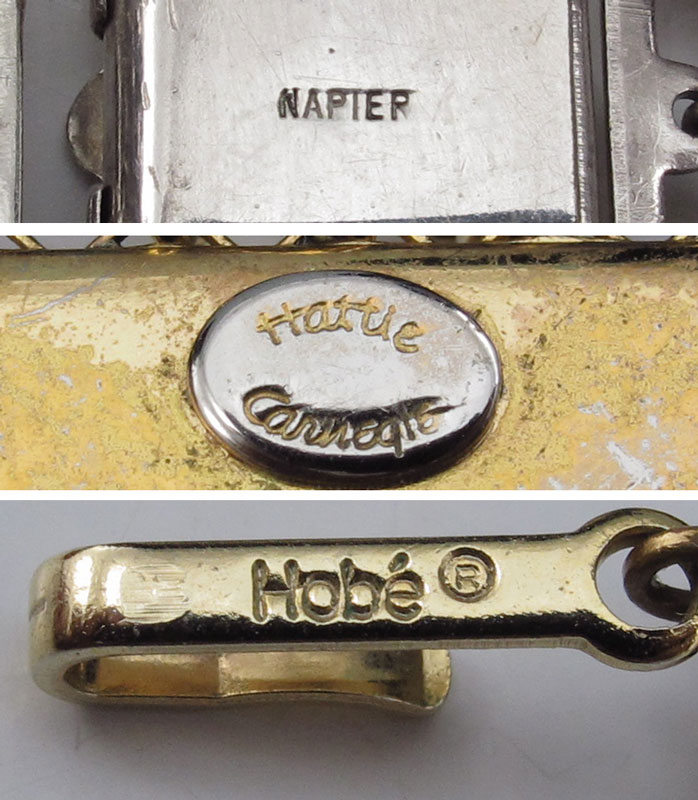 NAPIER
Hattie
Carnegie
Hobé ®